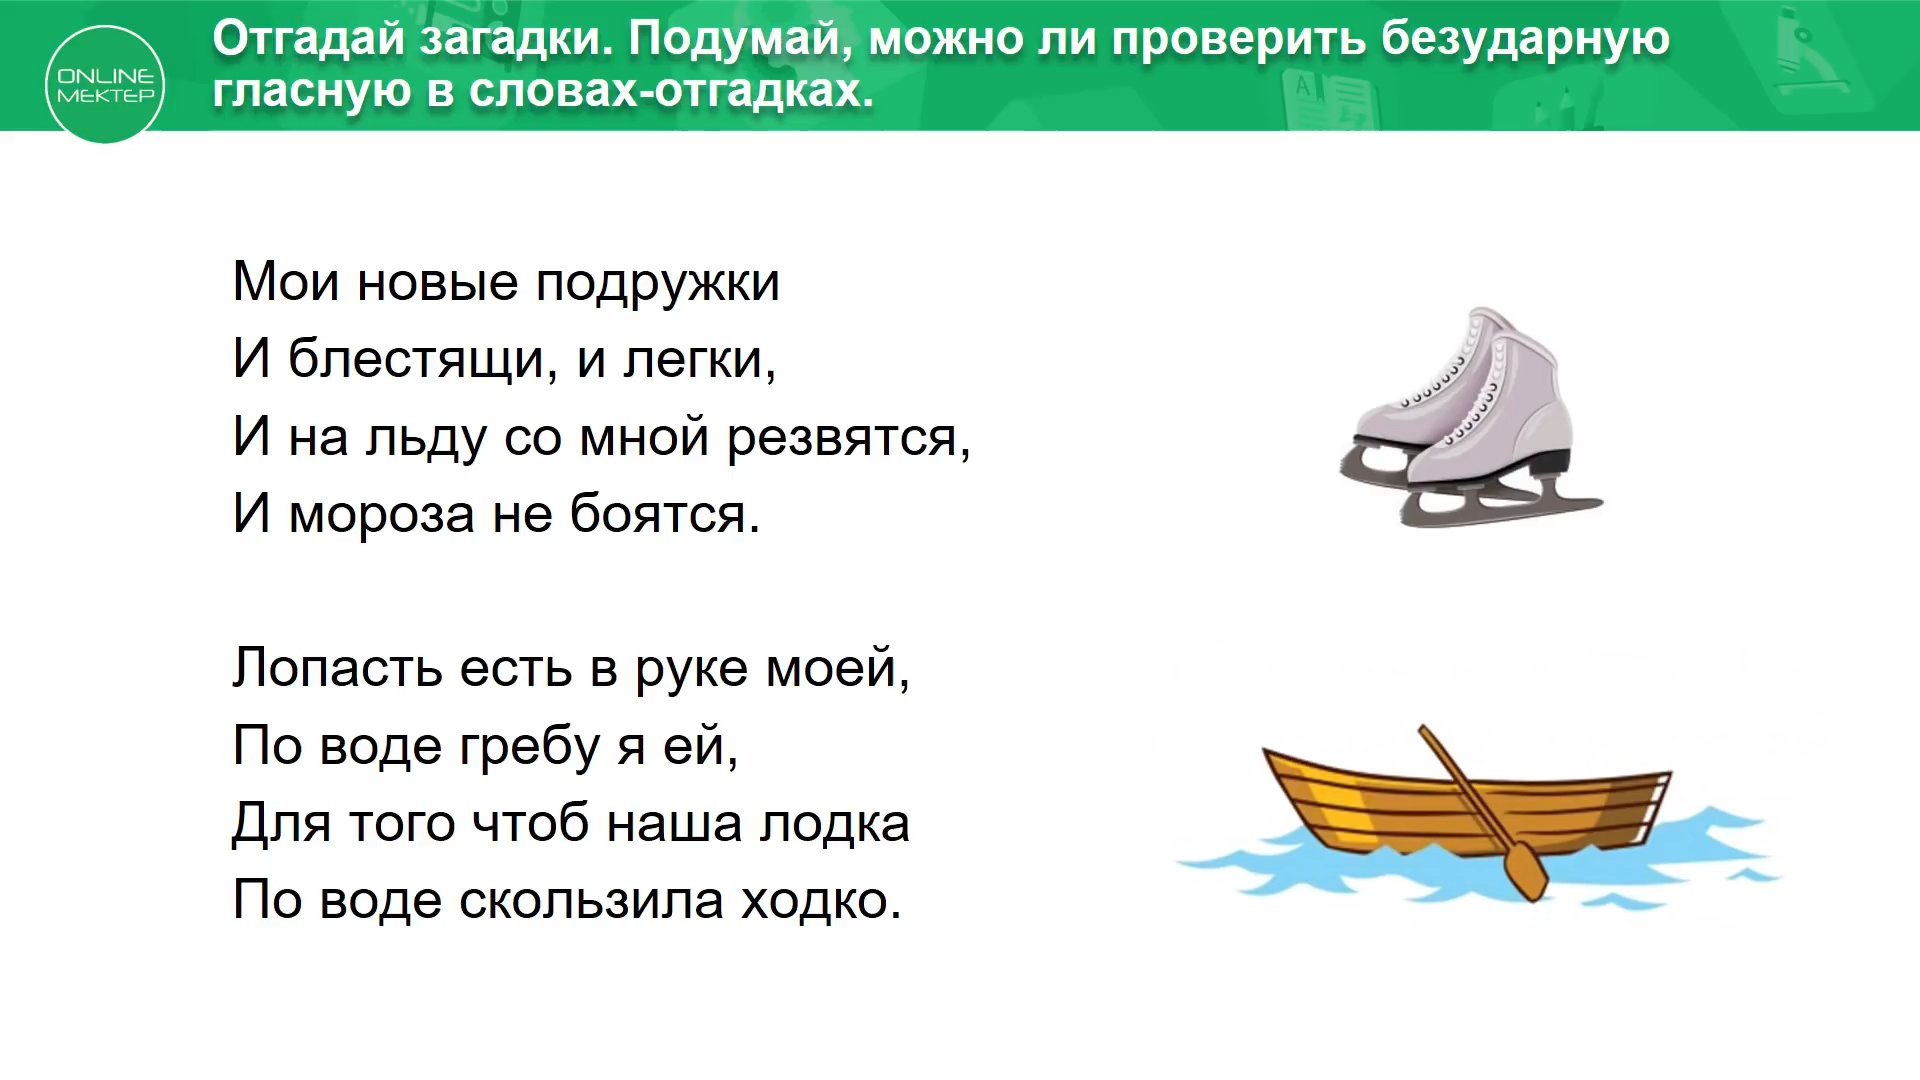 ONLINE
МЕКТЕР
Отгадай загадки. Подумай, можно ли проверить безударную
гласную в словах-отгадках.
Мои новые подружки
И блестящи, и легки,
И на льду со мной резвятся,
И мороза не боятся.
Лопасть есть в руке моей,
По воде гребу я ей,
Для того чтоб наша лодка
По воде скользила ходко.